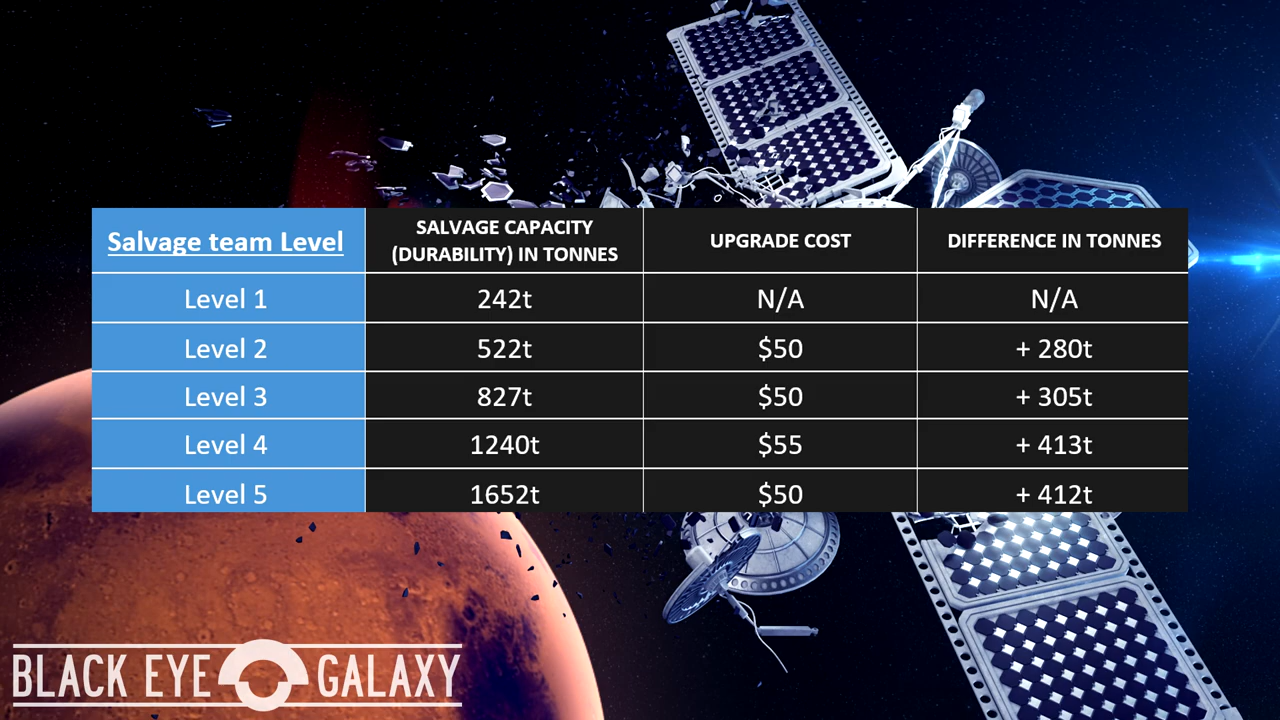 Salvage team Level SALVAGE CAPACITY (DURABILITY) IN TONNES UPGRADE COST DIFFERENCE IN TONNES
Level 1 242t N/A N/A
Level 2 522t $50 + 280t
Level 3 827t $50 + 305t
Level 4 1240t $55 + 413t
Level 5 1652t $50 + 412t
BLACK EYE GALAXY